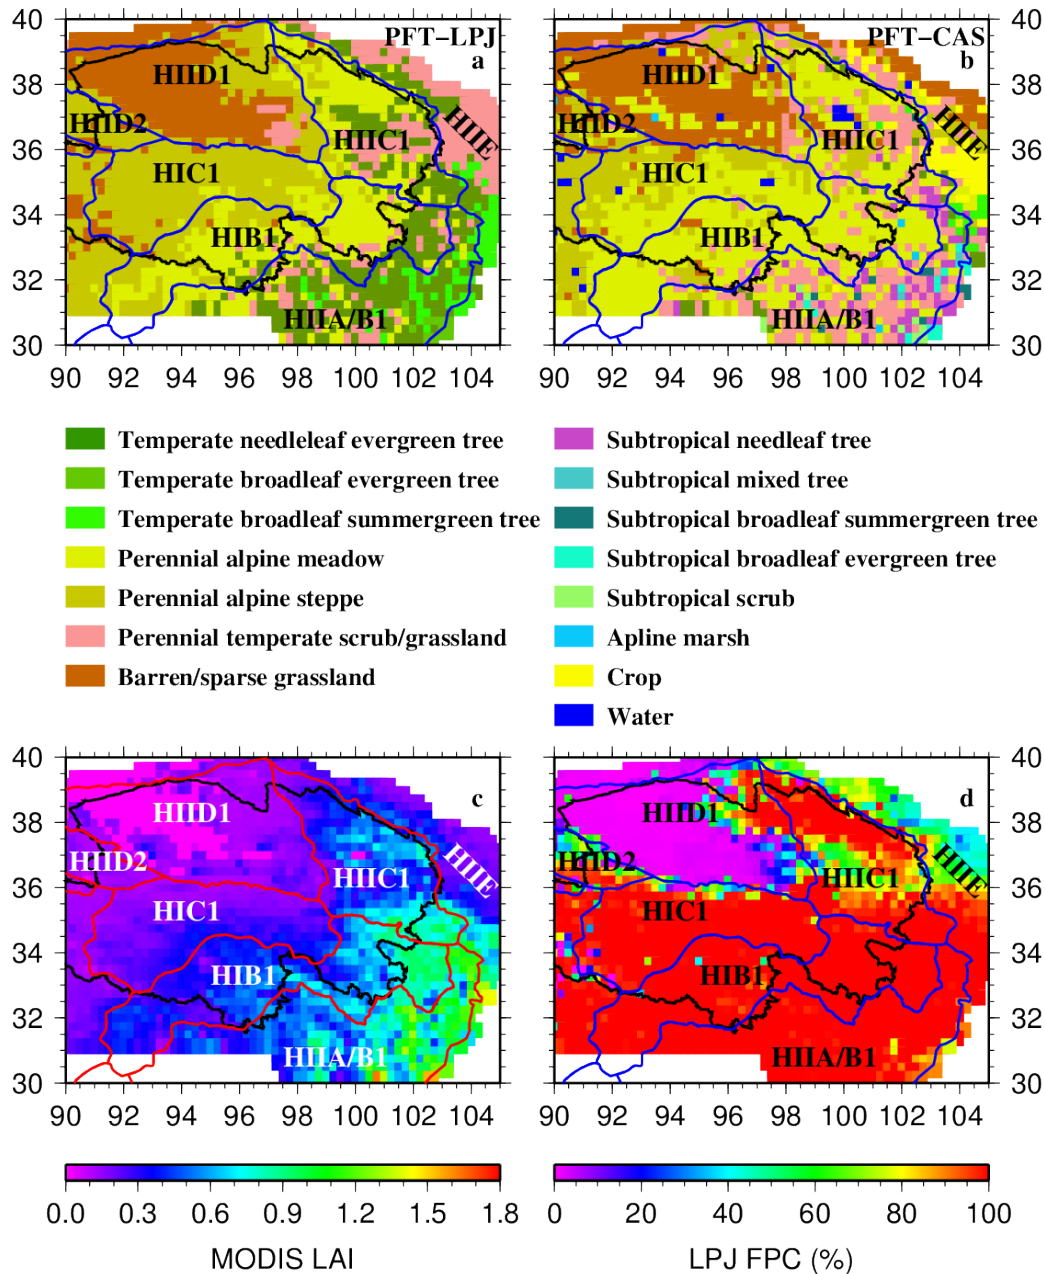 PFT-LPJ
a
HIID1
HIID2
HIIE
HIIC1
HIC1
HIB1
HIIA/B1
30
90 92 94 96 98 100 102 104
40
38
36
34
32
30
PFT-CAS
b
HIID1
HIID2
HIIE
HIIC1
HIC1
HIB1
HIIA/B1
90 92 94 96 98 100 102 104
40
38
36
34
32
30
Temperate needleleaf evergreen tree
Temperate broadleaf evergreen tree
Temperate broadleaf summergreen tree
Perennial alpine meadow
Perennial alpine steppe
Perennial temperate scrub/grassland
Barren/sparse grassland
Subtropical needleaf tree
Subtropical mixed tree
Subtropical broadleaf summergreen tree
Subtropical broadleaf evergreen tree
Subtropical scrub
Apline marsh
Crop
Water
40
38
36
34
32
30
c
HIID1
HIID2
HIIE
HIIC1
HIC1
HIB1
HIIA/B1
90 92 94 96 98 100 102 104
d
HIID1
HIID2
HIIE
HIIC1
HIC1
HIB1
HIIA/B1
90 92 94 96 98 100 102 104
40
38
36
34
32
30
0.0 0.3 0.6 0.9 1.2 1.5 1.8
MODIS LAI
0 20 40 60 80 100
LPJ FPC (%)